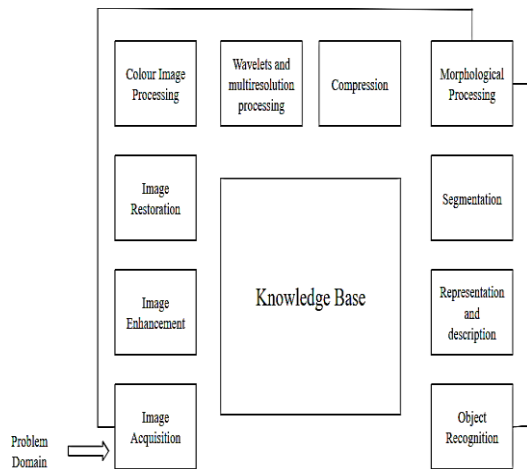 Colour Image
Processing
Wavelets and
multiresolution
processing
Compression
Morphological
Processing
Image
Restoration
Segmentation
Knowledge Base
Image
Enhancement
Representation
and
description
Image
Acquisition
Object
Recognition
Problem
Domain